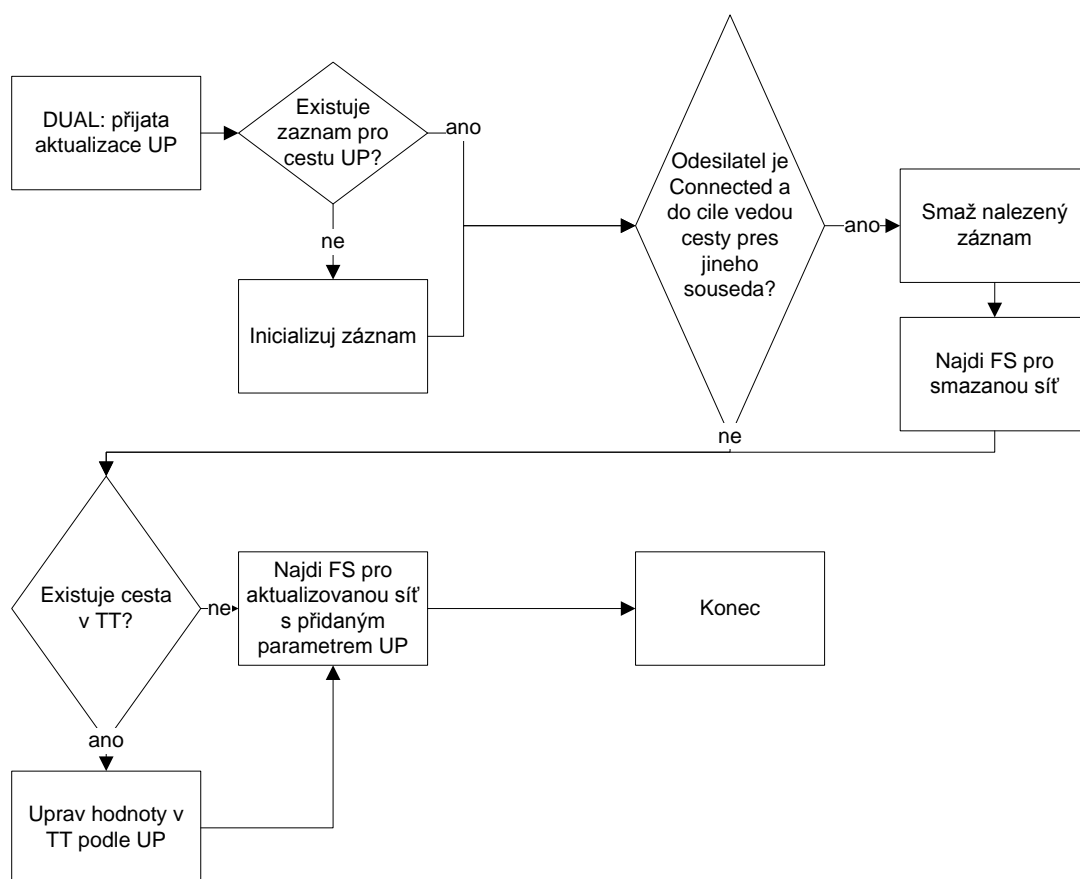 DUAL: přijata
aktualizace UP
Existuje
zaznam pro
cestu UP?
ano
ne
Inicializuj záznam
Odesilatel je
Connected a
do cile vedou
cesty pres
jineho
souseda?
ano
Smaž nalezený
záznam
Najdi FS pro
smazanou síť
ne
Existuje cesta
v TT?
ne
Najdi FS pro
aktualizovanou síť
s přidaným
parametrem UP
Konec
ano
Uprav hodnoty v
TT podle UP